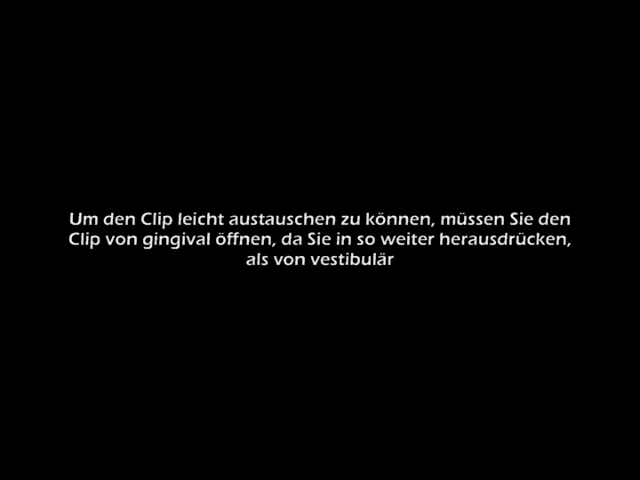 Um den Clip leicht austauschen zu können, müssen Sie den
Clip von gingival öffnen, da Sie in so weiter herausdrücken,
als von vestibulär